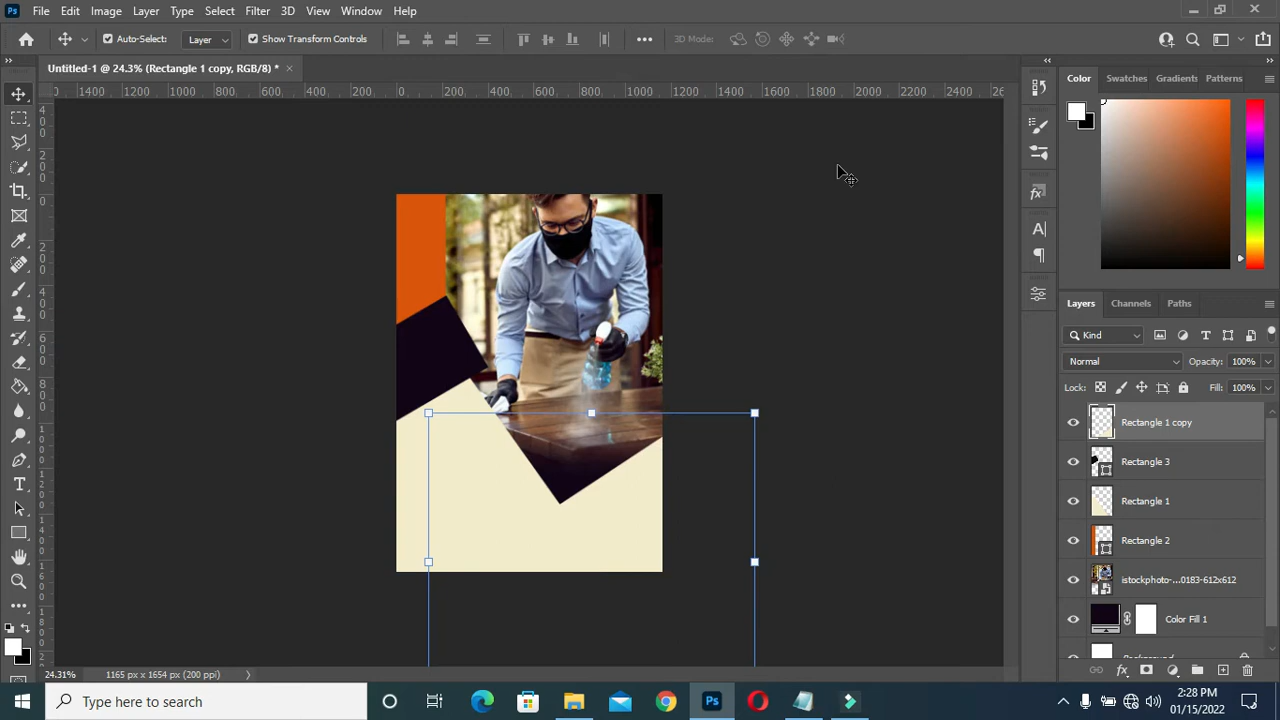 Ps File Edit Image Layer Type Select Filter 3D View Window Help
Auto-Select: Layer Show Transform Controls 3D Mode:
Untitled-1 @ 24.3% (Rectangle 1 copy, RGB/8) *
1400 1200 1000 800 600 400 200 0 200 400 600 800 1000 1200 1400 1600 1800 2000 2200 2400
Color Swatches Gradients Patterns
Layers Channels Paths
Kind
Normal Opacity: 100%
Lock: Fill: 100%
Rectangle 1 copy
Rectangle 3
Rectangle 1
Rectangle 2
istockphoto-...0183-612x612
Color Fill 1
24.31% 1165 px x 1654 px (200 ppi)
Type here to search
Ps
2:28 PM
01/15/2022